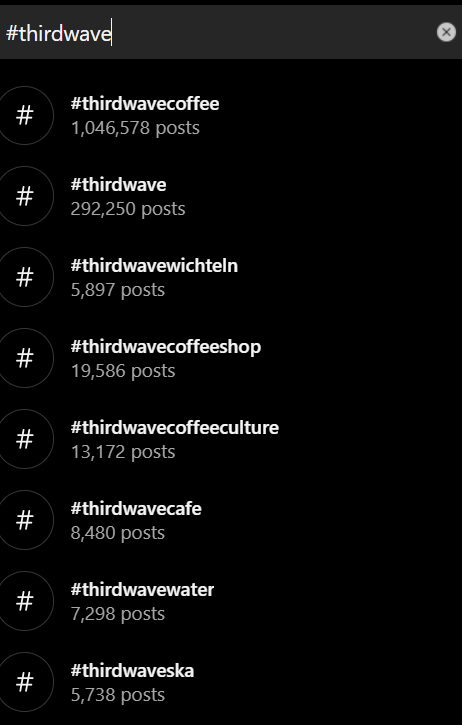 #thirdwave
#
#thirdwavecoffee
1,046,578 posts
#
#thirdwave
292,250 posts
#
#thirdwavewichteln
5,897 posts
#
#thirdwavecoffeeshop
19,586 posts
#
#thirdwavecoffeeculture
13,172 posts
#
#thirdwavecafe
8,480 posts
#
#thirdwavewater
7,298 posts
#
#thirdwaveska
5,738 posts